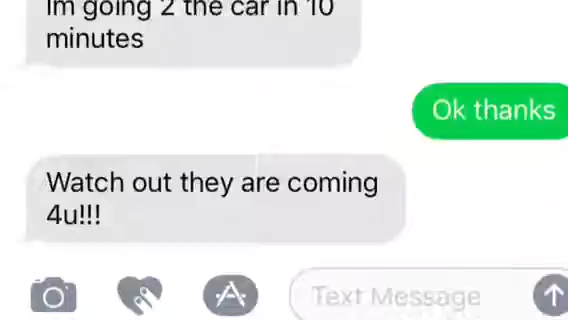 Im going 2 the car in 10
minutes
Ok thanks
Watch out they are coming
4u!!!
Text Message